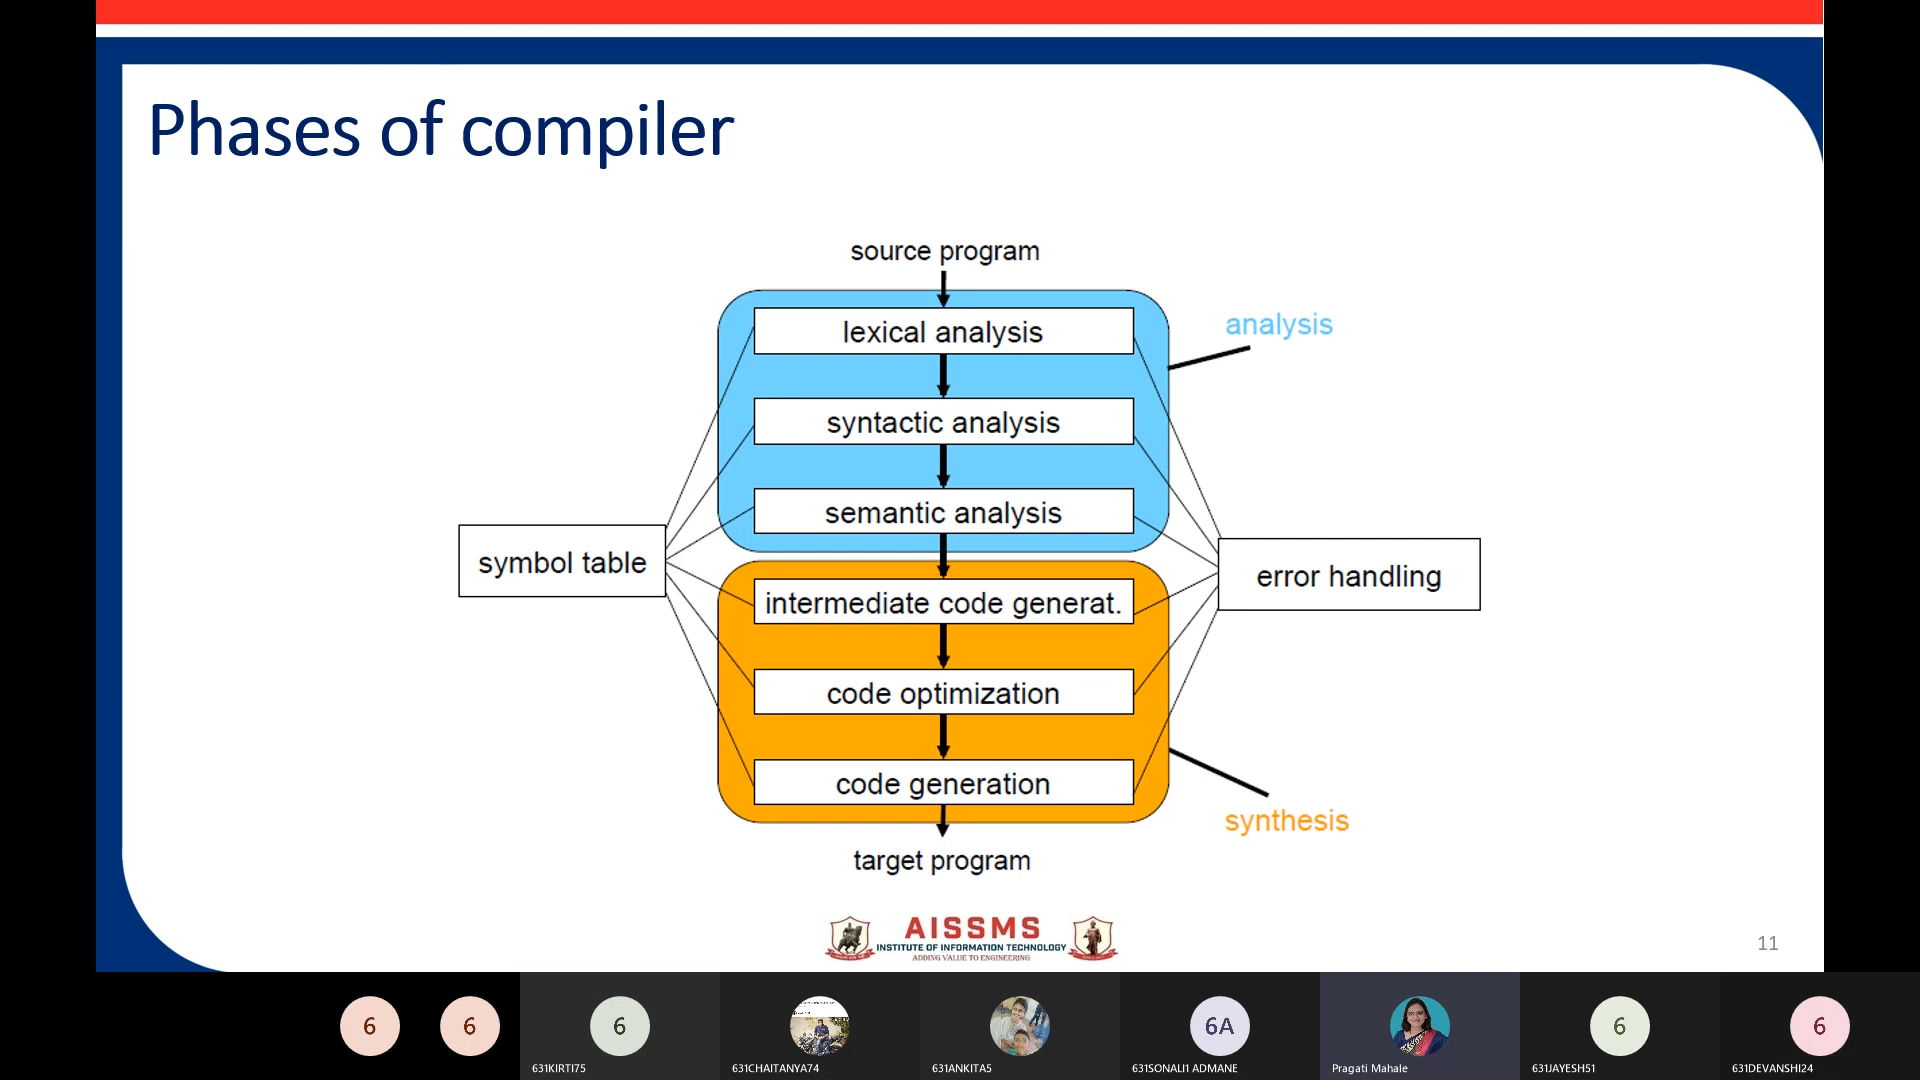 Phases of compiler
source program
lexical analysis
analysis
syntactic analysis
semantic analysis
symbol table
error handling
intermediate code generat.
code optimization
code generation
synthesis
target program
AISSMS
INSTITUTE OF INFORMATION TECHNOLOGY
ADDING VALUE TO ENGINEERING
11
6
6
6
6A
6
6
631KIRTI75
631CHAITANYA74
631ANKITA5
631SONALI1 ADMANE
Pragati Mahale
631JAYESH51
631DEVANSHI24